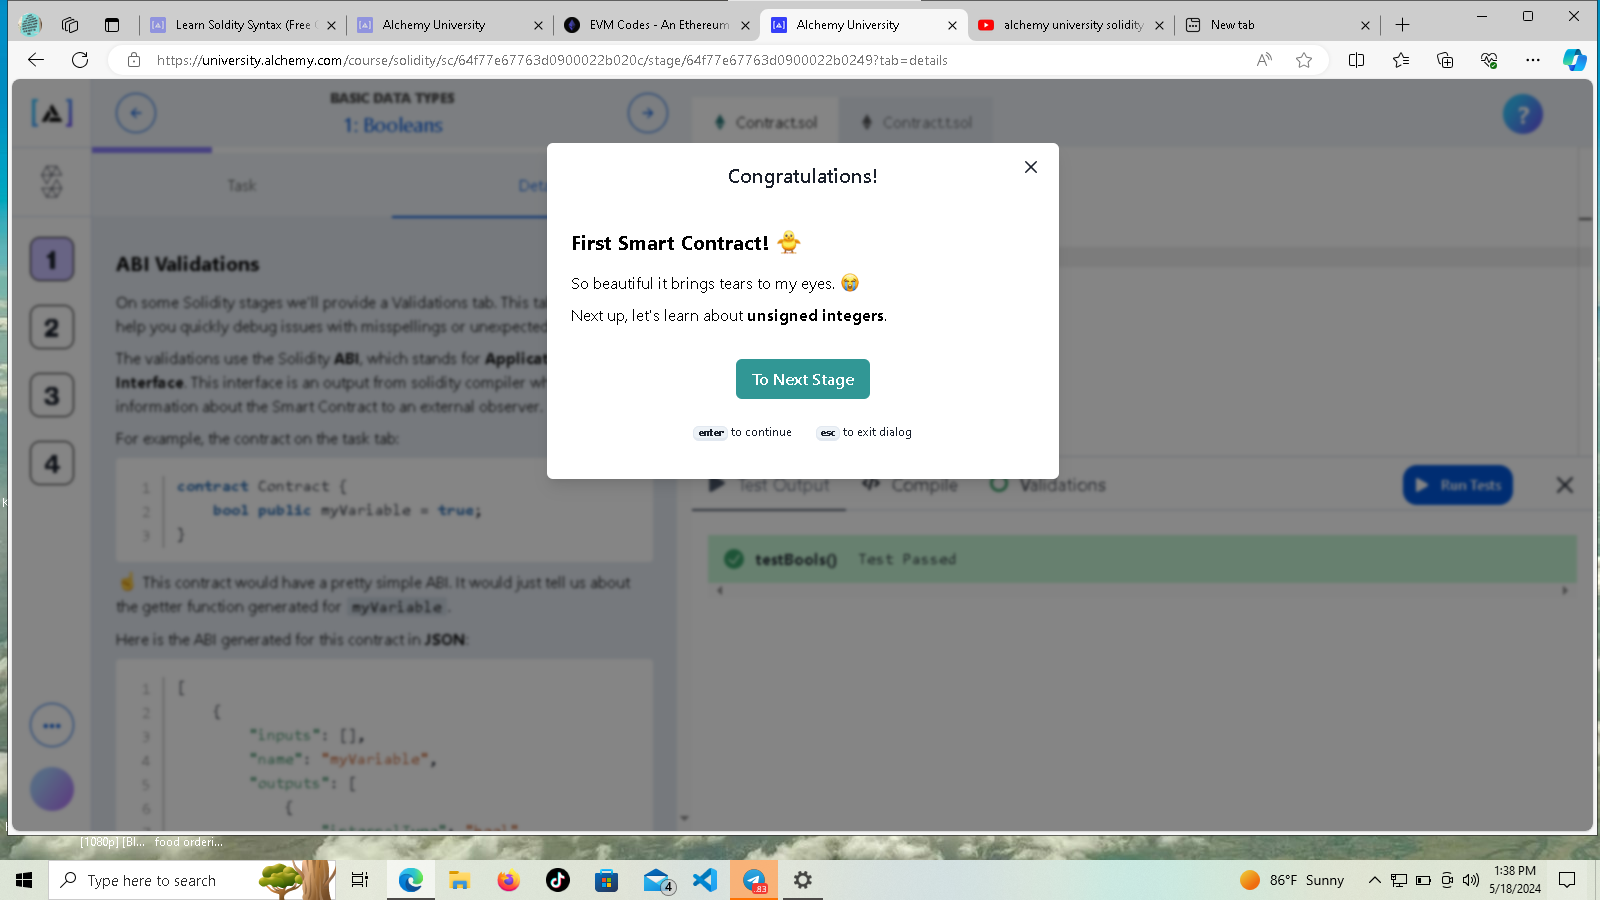 Learn Soldity Syntax (Free
Alchemy University
EVM Codes - An Ethereum
Alchemy University
alchemy university solidity
New tab
https://university.alchemy.com/course/solidity/sc/64f77e67763d0900022b020c/stage/64f77e67763d0900022b0249?tab=details
BASIC DATA TYPES
1: Booleans
Contract.sol
Contract.t.sol
?
Task
1
2
3
4
ABI Validations
On some Solidity stages we'll provide a Validations tab. This
help you quickly debug issues with misspellings or unexpected
The validations use the Solidity ABI, which stands for
Interface. This interface is an output from solidity compiler
information about the Smart Contract to an external observer.
For example, the contract on the task tab:
1 contract Contract {
2 bool public myVariable = true;
3 }
☝ This contract would have a pretty simple ABI. It would just tell us about
the getter function generated for myVariable.
Here is the ABI generated for this contract in JSON:
1 [
2 {
3 "inputs": [],
4 "name": "myVariable",
5 "outputs": [
6 {
Congratulations!
First Smart Contract! 🐥
So beautiful it brings tears to my eyes. 😭
Next up, let's learn about unsigned integers.
To Next Stage
enter to continue esc to exit dialog
Test Output
Compile
Validations
Run Tests
testBools() Test Passed
[1080p] [Bl... food orderi...
Type here to search
4
83
86°F Sunny
1:38 PM
5/18/2024